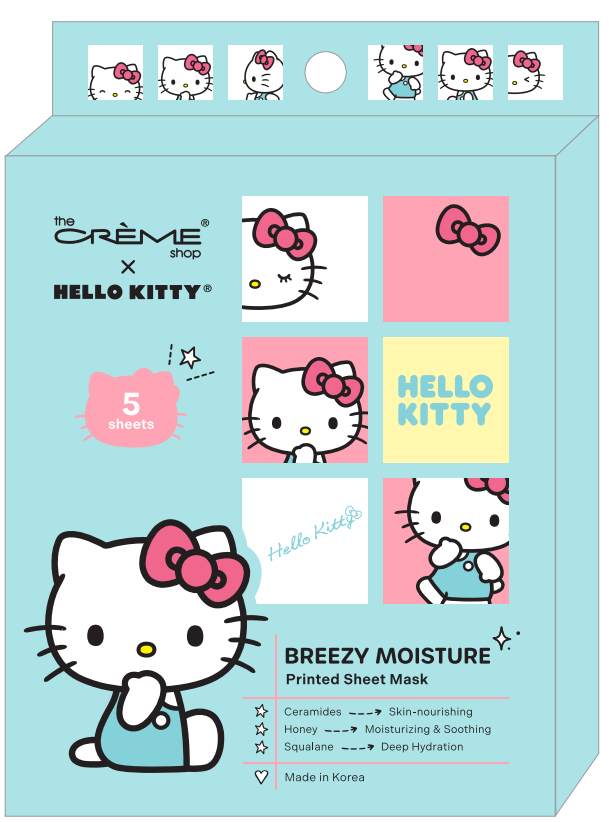 the
CRÈME®
shop
×
HELLO KITTY®
5
sheets
HELLO
KITTY
Hello Kitty
BREEZY MOISTURE
Printed Sheet Mask
Ceramides ---→ Skin-nourishing
Honey ---→ Moisturizing & Soothing
Squalane ---→ Deep Hydration
Made in Korea